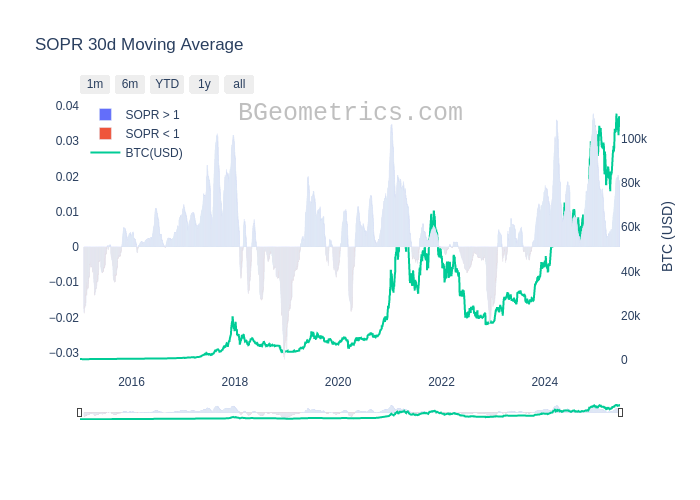 SOPR 30d Moving Average
1m 6m YTD 1y all
BGeometrics.com
SOPR > 1
SOPR < 1
BTC(USD)
0.04
0.03
0.02
0.01
0
−0.01
−0.02
−0.03
100k
80k
60k
40k
20k
0
BTC (USD)
2016 2018 2020 2022 2024